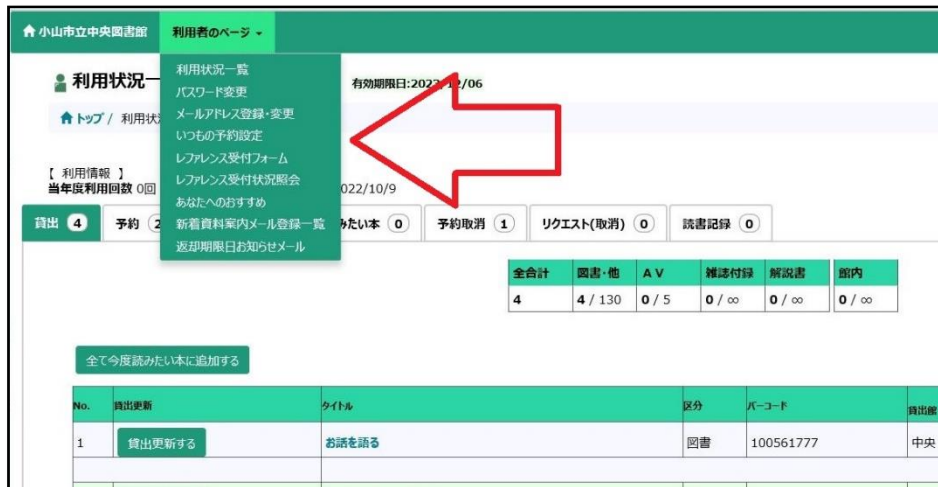 小山市立中央図書館 利用者のページ
利用状況一
有効期限日:2022/12/06
利用状況一覧
パスワード変更
メールアドレス登録・変更
いつもの予約設定
レファレンス受付フォーム
レファレンス受付状況照会
あなたへのおすすめ
新着資料案内メール登録一覧
返却期限日お知らせメール
トップ / 利用状
【 利用情報 】
当年度利用回数 0回 022/10/9
貸出 4 予約 2 みたい本 0 予約取消 1 リクエスト(取消) 0 読書記録 0
全合計 図書・他 A V 雑誌付録 解説書 館内
4 4 / 130 0 / 5 0 / ∞ 0 / ∞ 0 / ∞
全て今度読みたい本に追加する
No. 貸出更新 タイトル 区分 バーコード 貸出館
1 貸出更新する お話を語る 図書 100561777 中央